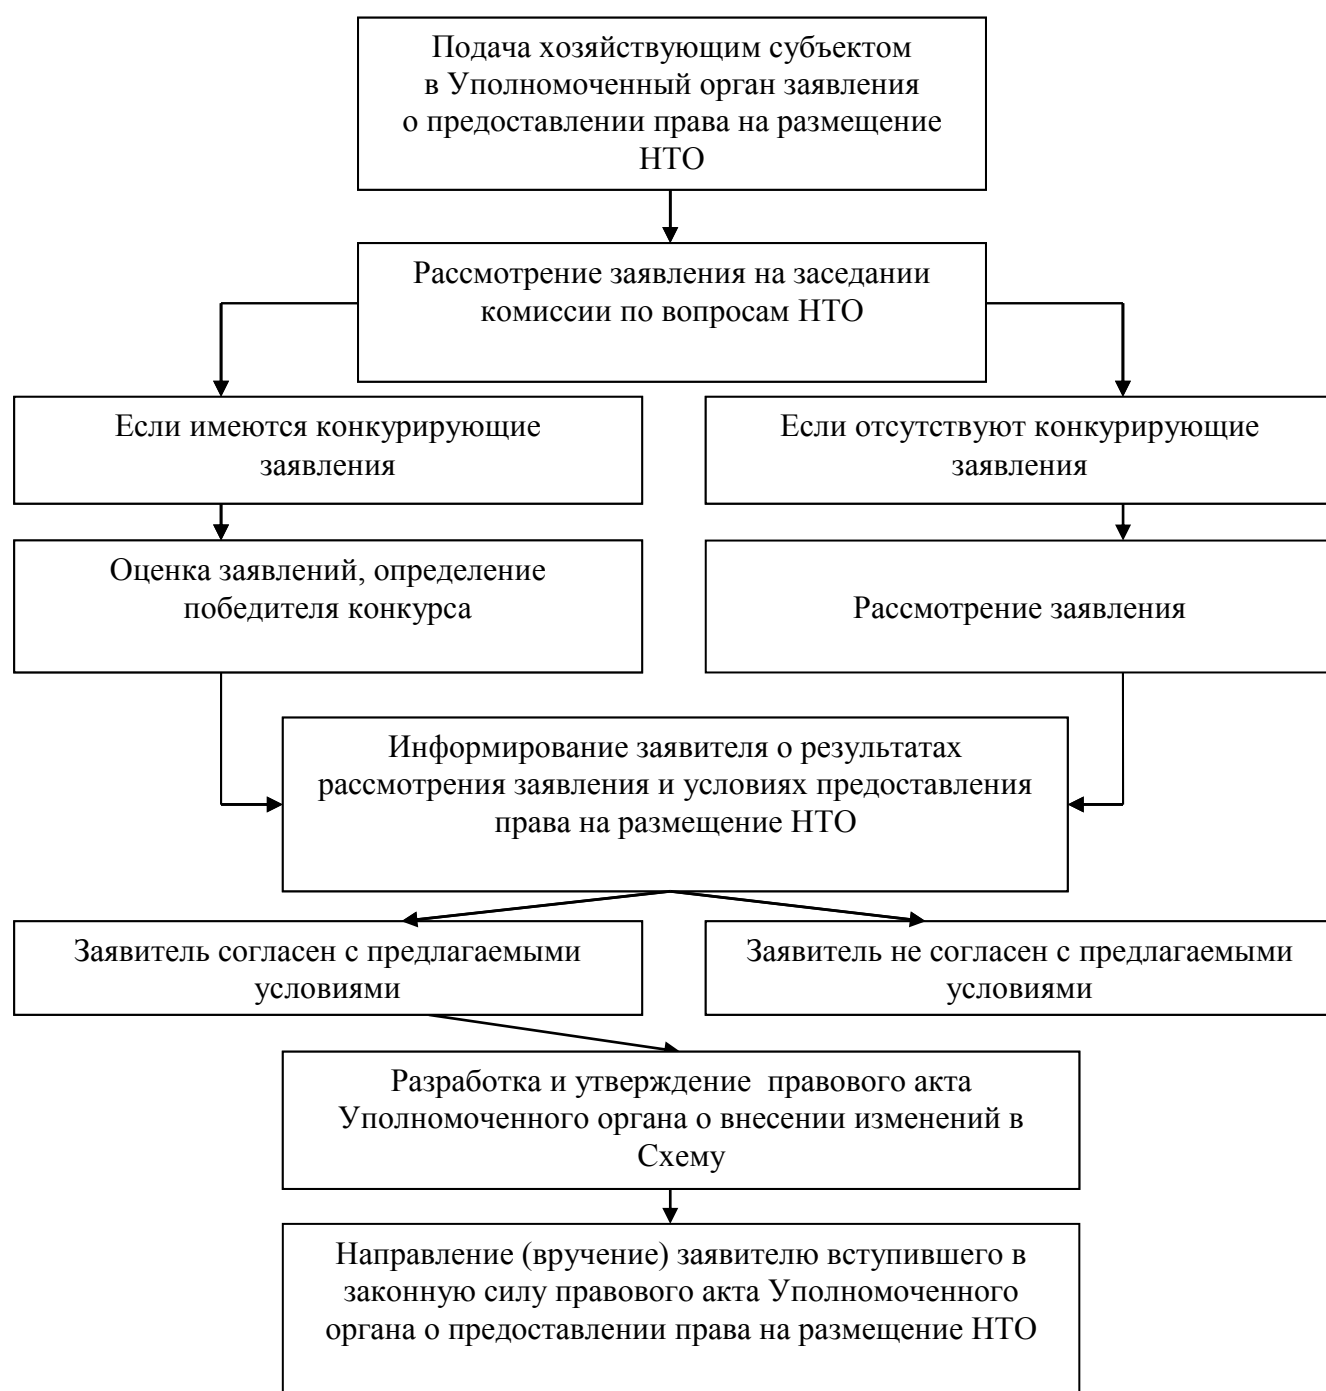 Подача хозяйствующим субъектом
в Уполномоченный орган заявления
о предоставлении права на размещение
НТО
Рассмотрение заявления на заседании
комиссии по вопросам НТО
Если имеются конкурирующие
заявления
Если отсутствуют конкурирующие
заявления
Оценка заявлений, определение
победителя конкурса
Рассмотрение заявления
Информирование заявителя о результатах
рассмотрения заявления и условиях предоставления
права на размещение НТО
Заявитель согласен с предлагаемыми
условиями
Заявитель не согласен с предлагаемыми
условиями
Разработка и утверждение правового акта
Уполномоченного органа о внесении изменений в
Схему
Направление (вручение) заявителю вступившего в
законную силу правового акта Уполномоченного
органа о предоставлении права на размещение НТО